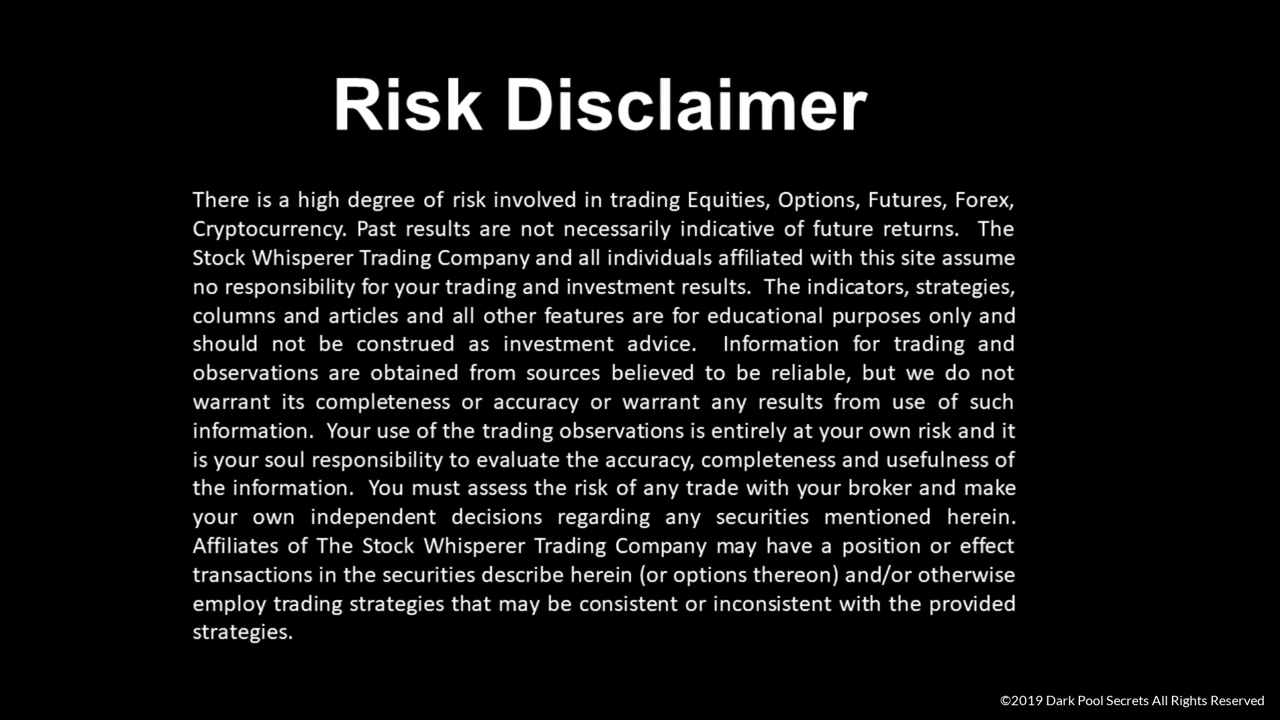 Risk Disclaimer
There is a high degree of risk involved in trading Equities, Options, Futures, Forex,
Cryptocurrency. Past results are not necessarily indicative of future returns. The
Stock Whisperer Trading Company and all individuals affiliated with this site assume
no responsibility for your trading and investment results. The indicators, strategies,
columns and articles and all other features are for educational purposes only and
should not be construed as investment advice. Information for trading and
observations are obtained from sources believed to be reliable, but we do not
warrant its completeness or accuracy or warrant any results from use of such
information. Your use of the trading observations is entirely at your own risk and it
is your soul responsibility to evaluate the accuracy, completeness and usefulness of
the information. You must assess the risk of any trade with your broker and make
your own independent decisions regarding any securities mentioned herein.
Affiliates of The Stock Whisperer Trading Company may have a position or effect
transactions in the securities describe herein (or options thereon) and/or otherwise
employ trading strategies that may be consistent or inconsistent with the provided
strategies.
©2019 Dark Pool Secrets All Rights Reserved